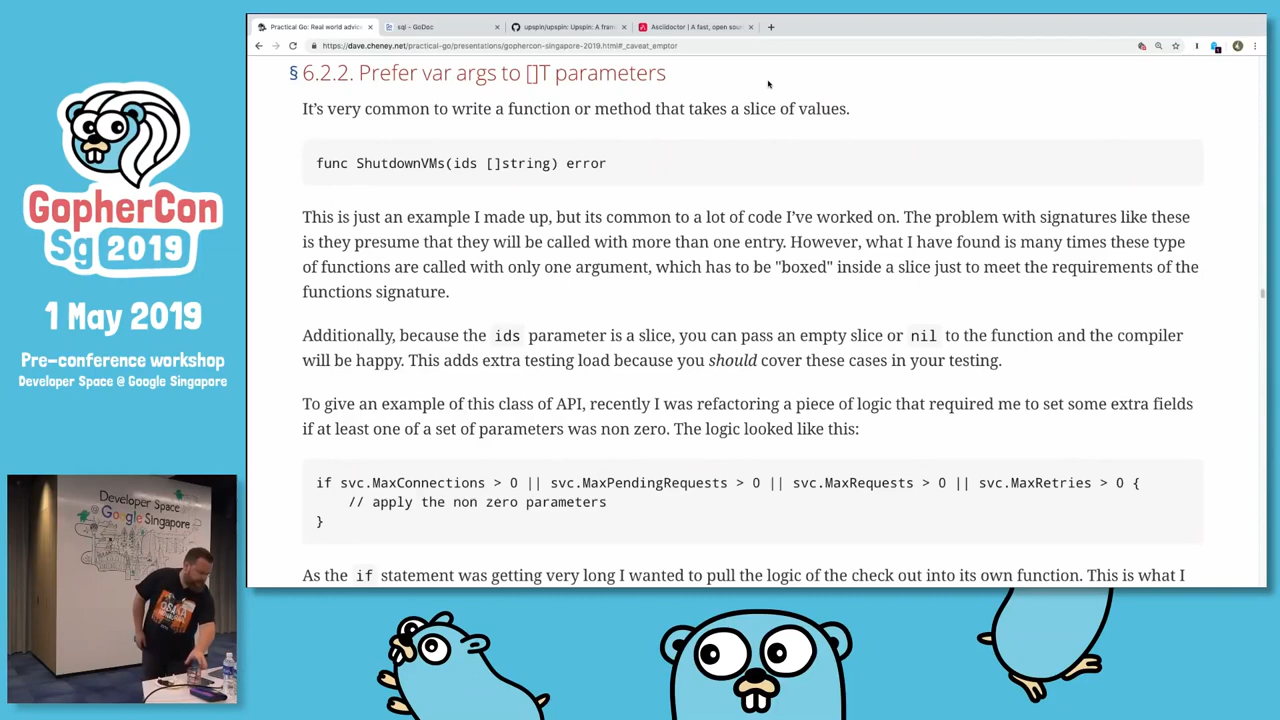 GopherCon
Sg 2019
1 May 2019
Pre-conference workshop
Developer Space @ Google Singapore
Developer Space
Google Singapore
Practical Go: Real world advic
sql - GoDoc
upspin/upspin: Upspin: A fram
Asciidoctor | A fast, open sou
https://dave.cheney.net/practical-go/presentations/gophercon-singapore-2019.html#_caveat_emptor
§ 6.2.2. Prefer var args to []T parameters
It’s very common to write a function or method that takes a slice of values.
func ShutdownVMs(ids []string) error
This is just an example I made up, but its common to a lot of code I’ve worked on. The problem with signatures like these
is they presume that they will be called with more than one entry. However, what I have found is many times these type
of functions are called with only one argument, which has to be "boxed" inside a slice just to meet the requirements of the
functions signature.
Additionally, because the ids parameter is a slice, you can pass an empty slice or nil to the function and the compiler
will be happy. This adds extra testing load because you should cover these cases in your testing.
To give an example of this class of API, recently I was refactoring a piece of logic that required me to set some extra fields
if at least one of a set of parameters was non zero. The logic looked like this:
if svc.MaxConnections > 0 || svc.MaxPendingRequests > 0 || svc.MaxRequests > 0 || svc.MaxRetries > 0 {
// apply the non zero parameters
}
As the if statement was getting very long I wanted to pull the logic of the check out into its own function. This is what I